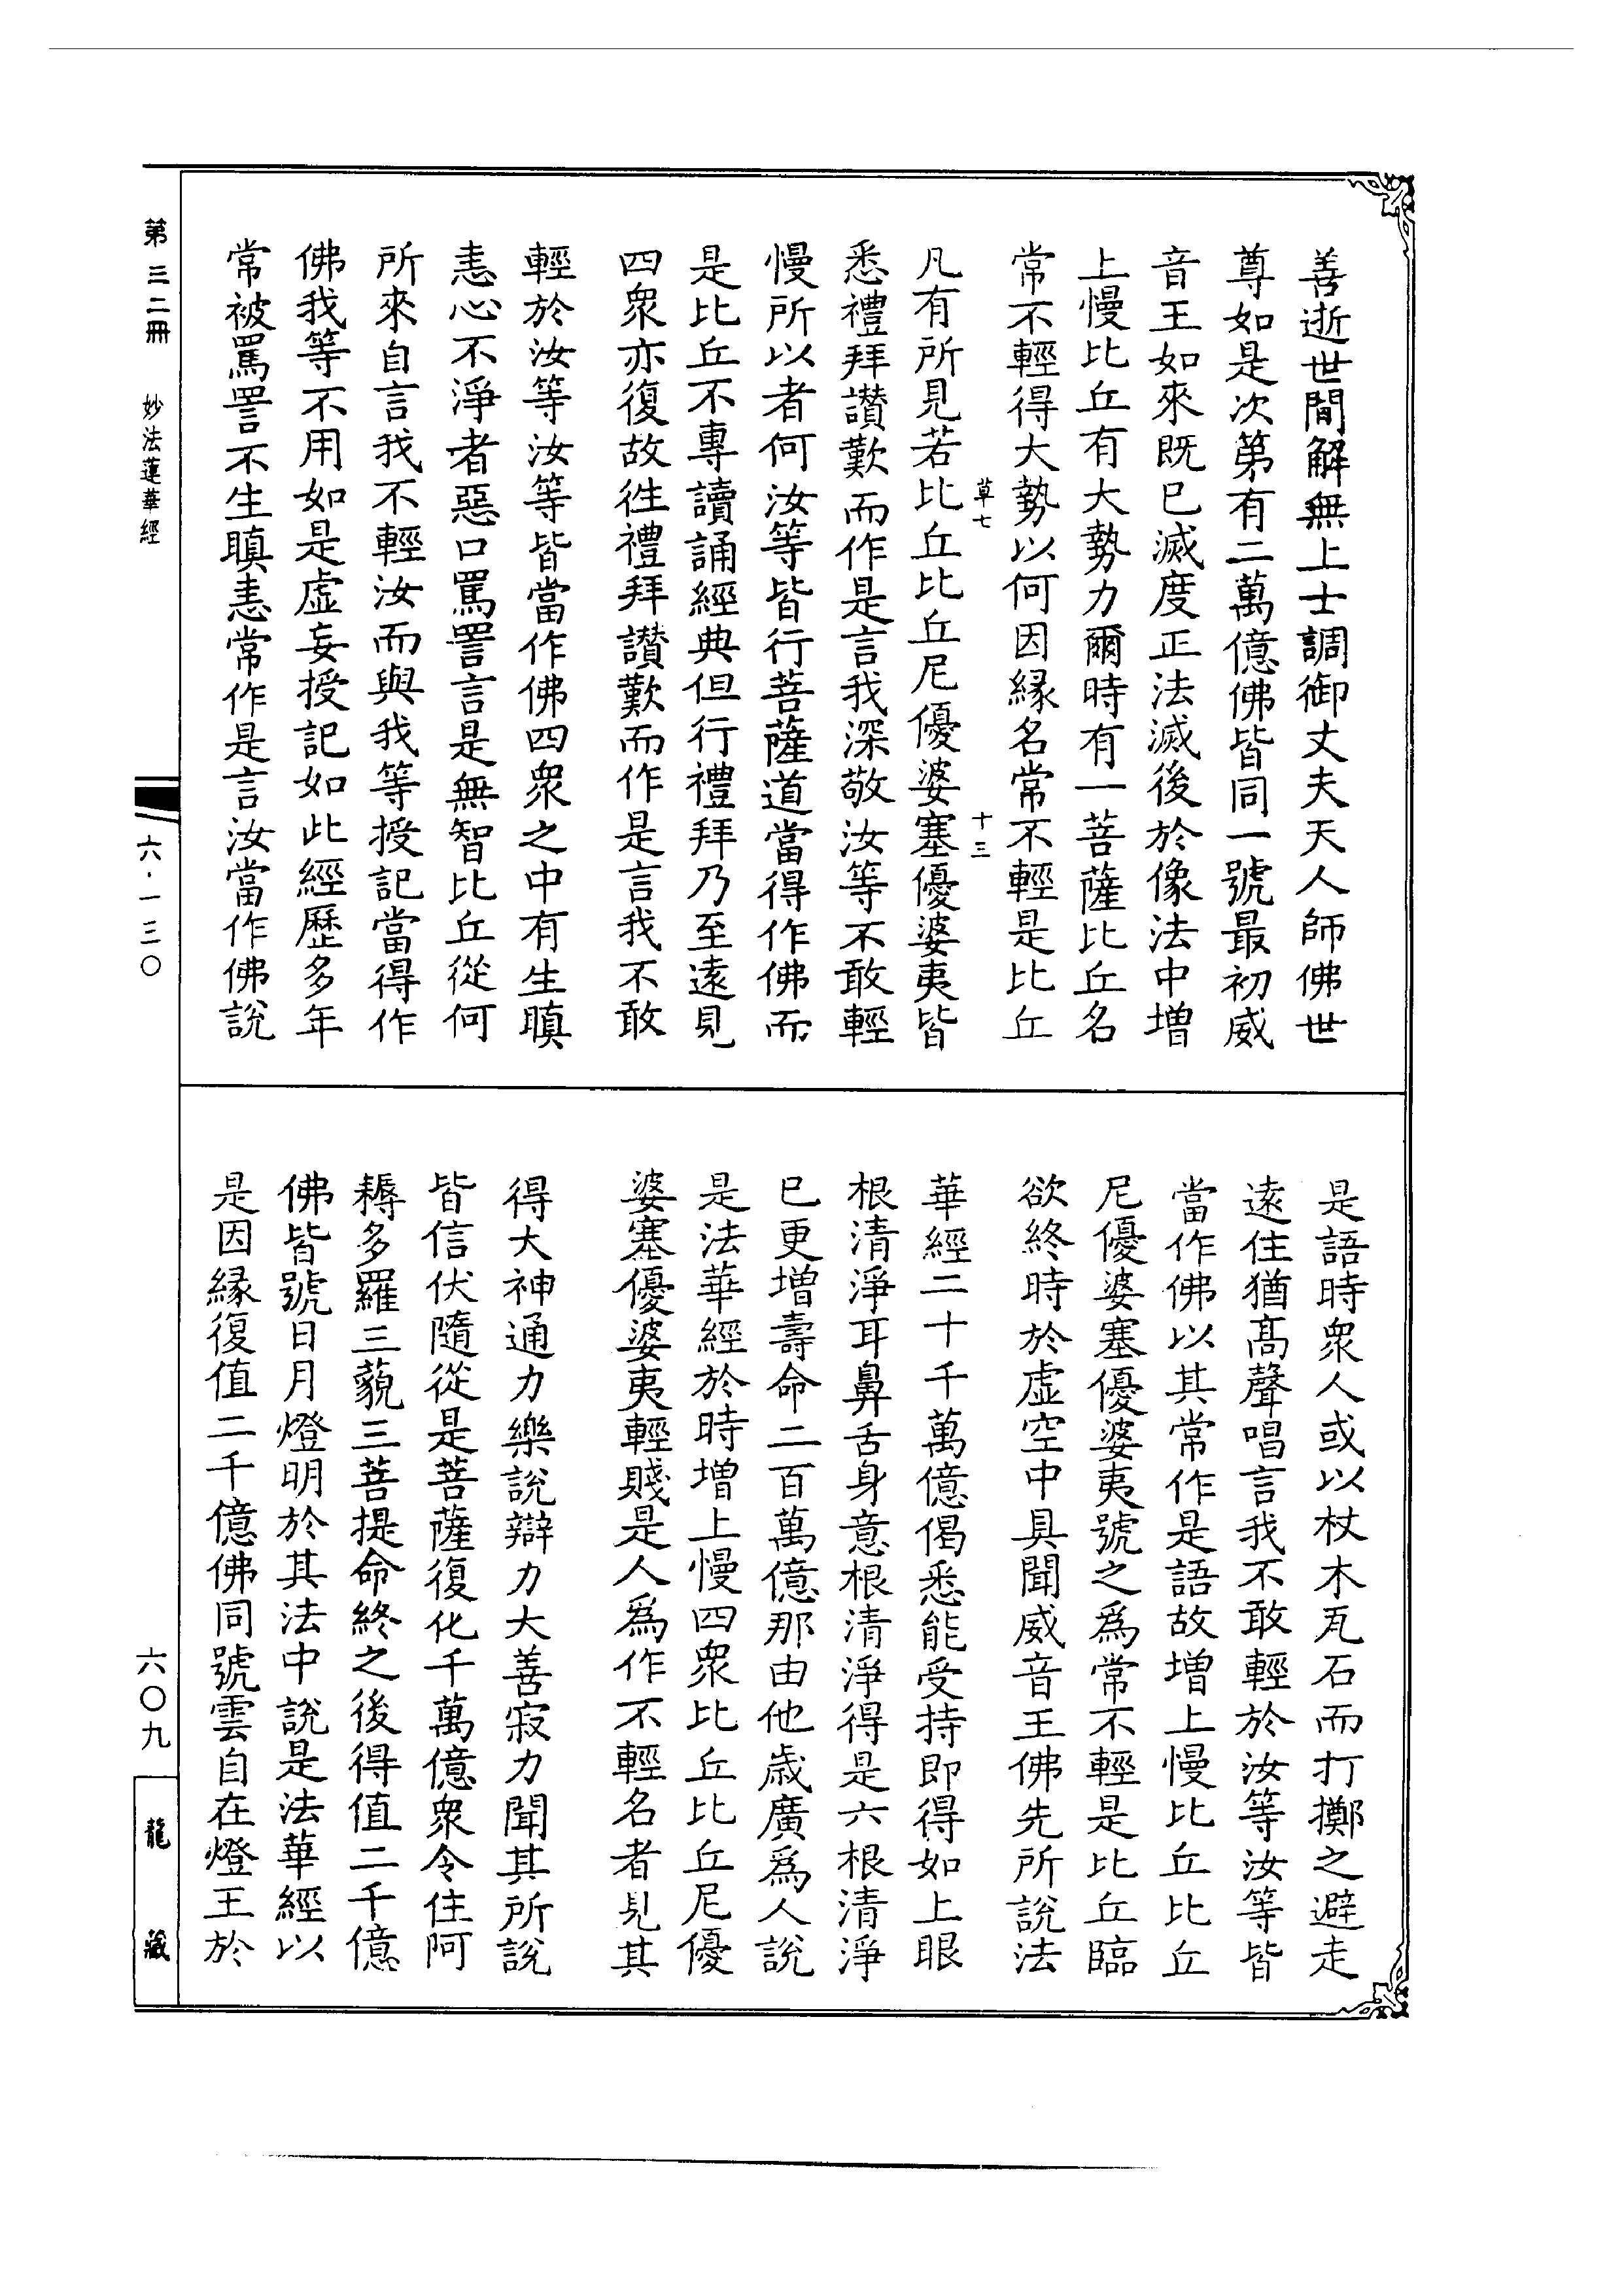 善逝世間解無上士調御丈夫天人師佛世
尊如是次第有二萬億佛皆同一號最初威
音王如來既已滅度正法滅後於像法中增
上慢比丘有大勢力爾時有一菩薩比丘名
常不輕得大勢以何因緣名常不輕是比丘
草七 十三
凡有所見若比丘比丘尼優婆塞優婆夷皆
悉禮拜讚歎而作是言我深敬汝等不敢輕
慢所以者何汝等皆行菩薩道當得作佛而
是比丘不專讀誦經典但行禮拜乃至遠見
四衆亦復故往禮拜讚歎而作是言我不敢
輕於汝等汝等皆當作佛四衆之中有生瞋
恚心不淨者惡口罵詈言是無智比丘從何
所來自言我不輕汝而與我等授記當得作
佛我等不用如是虛妄授記如此經歷多年
常被罵詈不生瞋恚常作是言汝當作佛說
是語時衆人或以杖木瓦石而打擲之避走
遠住猶高聲唱言我不敢輕於汝等汝等皆
當作佛以其常作是語故增上慢比丘比丘
尼優婆塞優婆夷號之爲常不輕是比丘臨
欲終時於虛空中具聞威音王佛先所說法
華經二十千萬億偈悉能受持即得如上眼
根清淨耳鼻舌身意根清淨得是六根清淨
已更增壽命二百萬億那由他歲廣爲人說
是法華經於時增上慢四衆比丘比丘尼優
婆塞優婆夷輕賤是人爲作不輕名者見其
得大神通力樂說辯力大善寂力聞其所說
皆信伏隨從是菩薩復化千萬億衆令住阿
耨多羅三藐三菩提命終之後得值二千億
佛皆號日月燈明於其法中說是法華經以
是因緣復值二千億佛同號雲自在燈王於
第三二冊 妙法蓮華經
六·一三〇
六〇九
龍藏